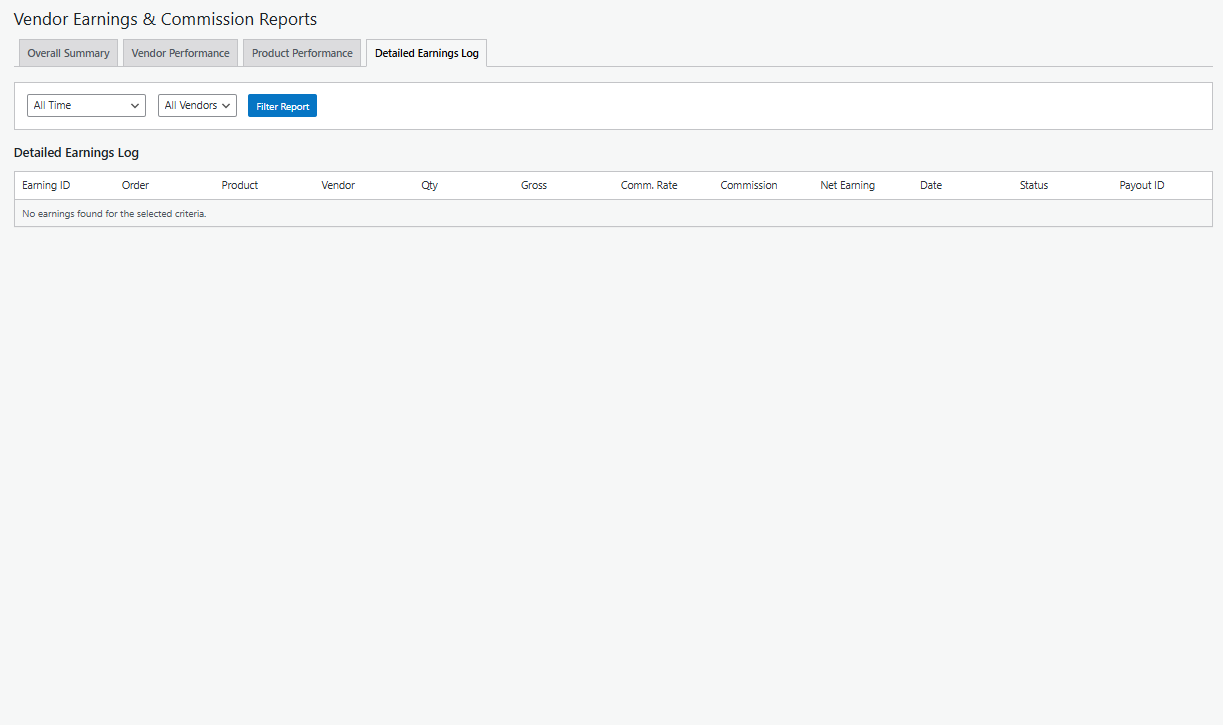 Vendor Earnings & Commission Reports
Overall Summary Vendor Performance Product Performance Detailed Earnings Log
All Time All Vendors Filter Report
Detailed Earnings Log
Earning ID Order Product Vendor Qty Gross Comm. Rate Commission Net Earning Date Status Payout ID
No earnings found for the selected criteria.